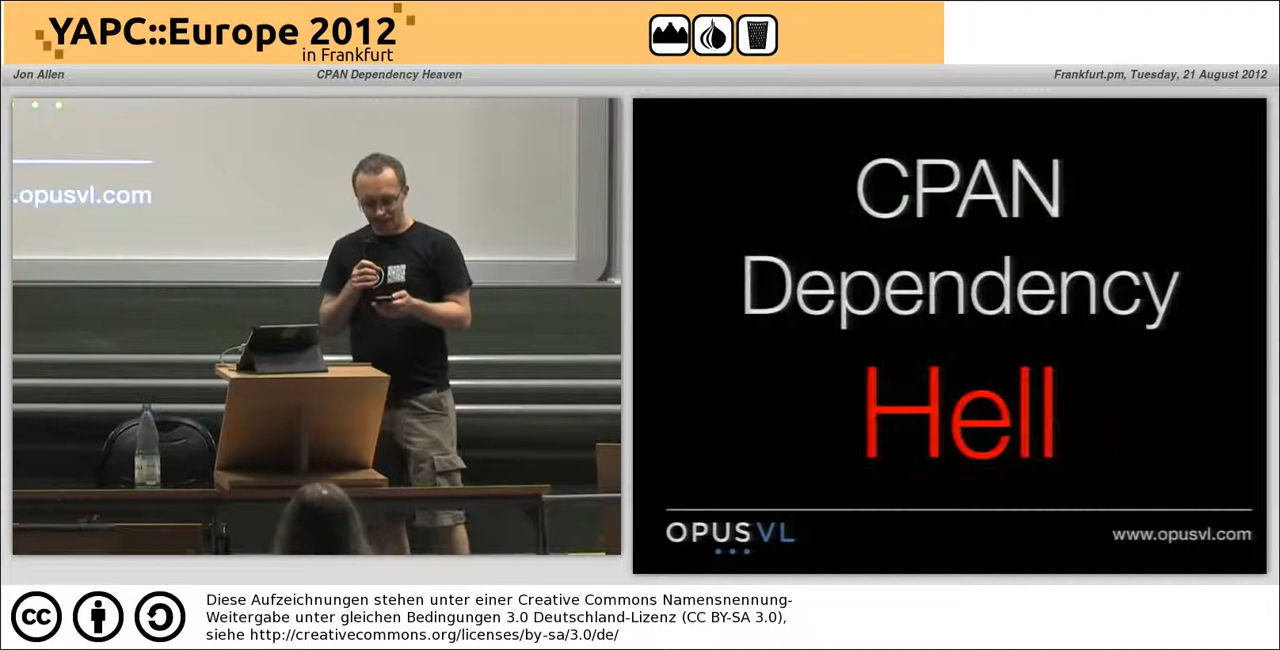 YAPC::Europe 2012
in Frankfurt
Jon Allen
CPAN Dependency Heaven
Frankfurt.pm, Tuesday, 21 August 2012
.opusvl.com
CPAN
Dependency
Hell
OPUSVL
www.opusvl.com
cc
Diese Aufzeichnungen stehen unter einer Creative Commons Namensnennung-
Weitergabe unter gleichen Bedingungen 3.0 Deutschland-Lizenz (CC BY-SA 3.0),
siehe http://creativecommons.org/licenses/by-sa/3.0/de/